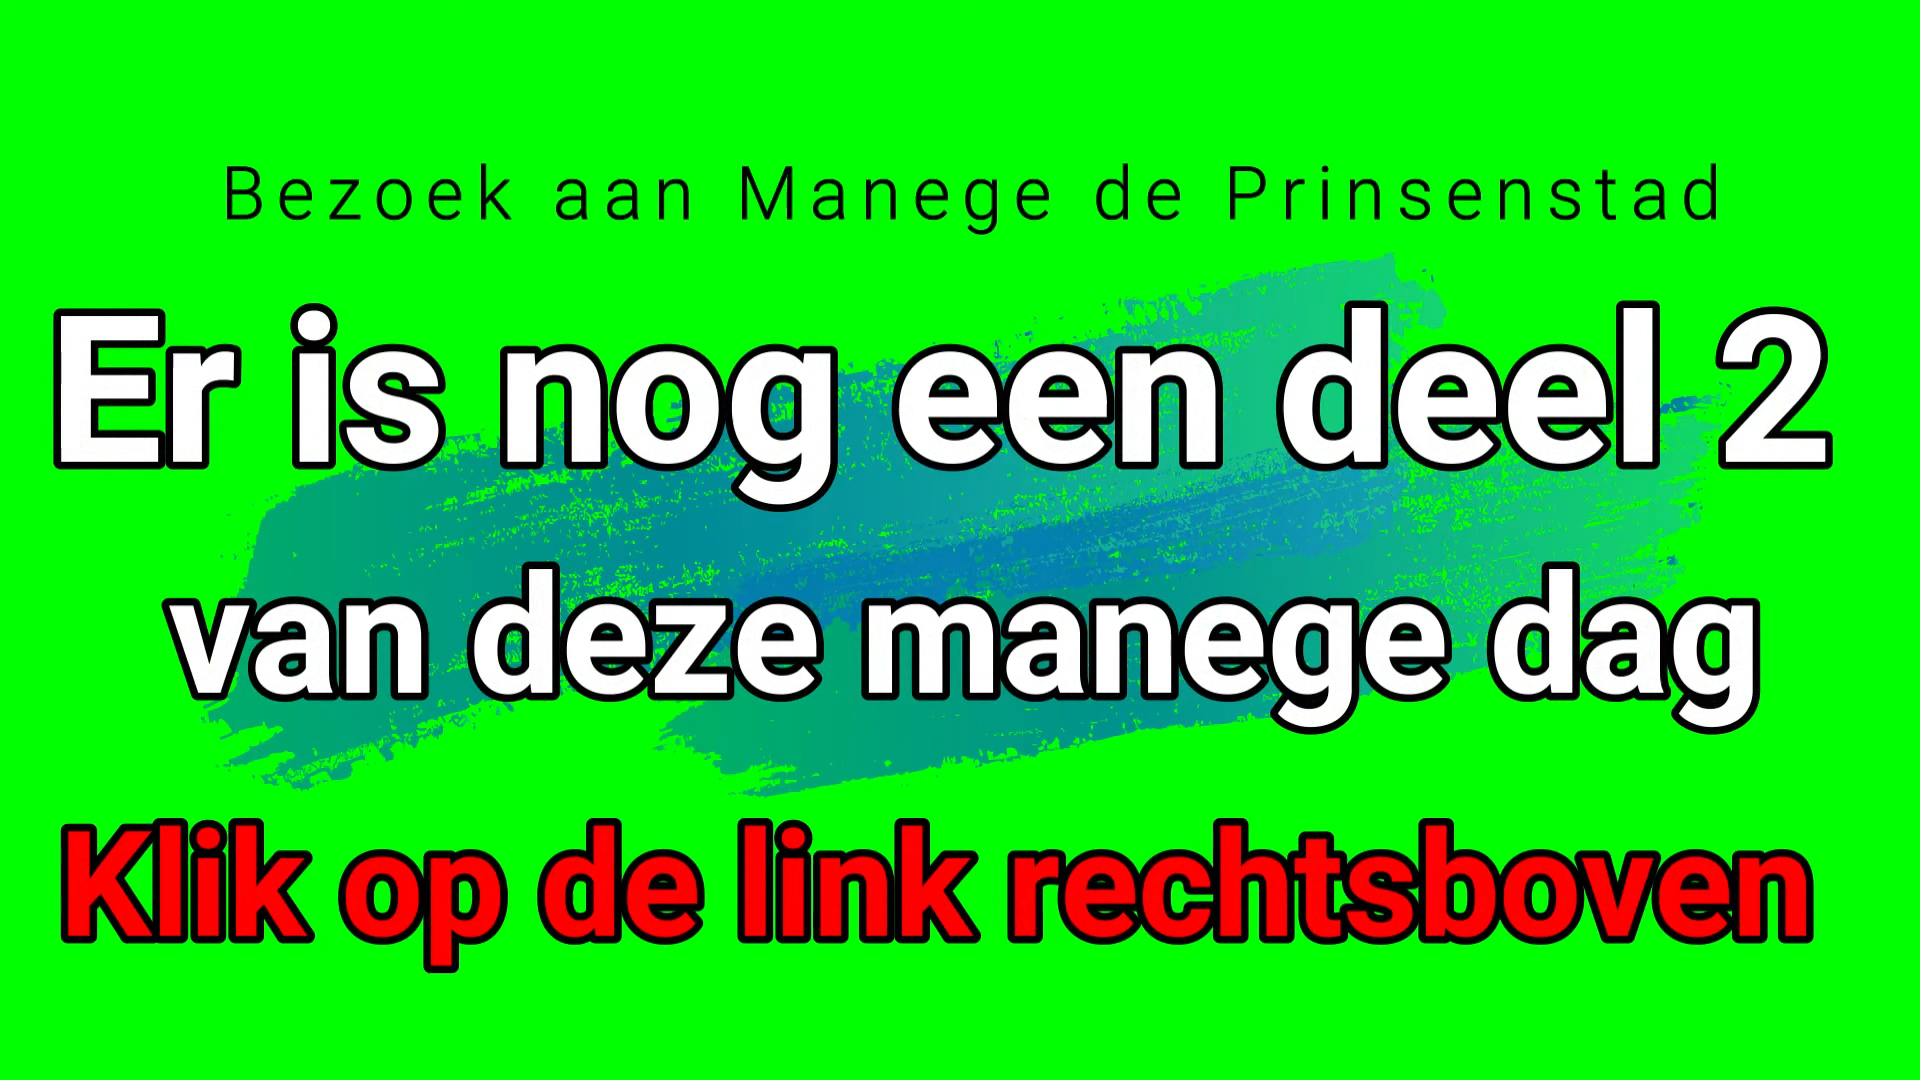 Bezoek aan Manege de Prinsenstad
Er is nog een deel 2
van deze manege dag
Klik op de link rechtsboven